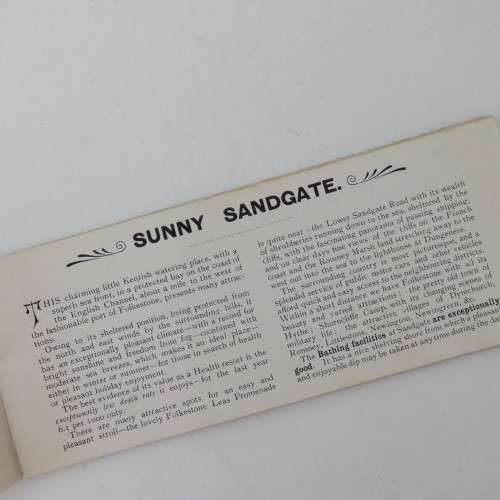 SUNNY SANDGATE.
THIS charming little Kentish watering place, with a
superb sea front, in a protected bay on the coast of
the English Channel, about a mile to the west of
the fashionable port of Folkestone, presents many attrac-
tions.
Owing to its sheltered position, being protected from
the north and east winds by the surrounding hills, it
has an exceptionally pleasant climate—with a record for
bright sunshine and freedom from fog—combined with
moderate sea breezes, which makes it an ideal place—
either in winter or summer—for those in search of health
or pleasant holiday enjoyment.
The best evidence of its value as a Health resort is the
exceptionally low death rate it enjoys—for the last year
6.1 per 1000 only.
There are many attractive spots for an easy and
pleasant stroll—the lovely Folkestone Leas Promenade
is quite near—the Lower Sandgate Road with its wealth
of shrubberies running down to the sea, sheltered by the
cliffs, with the fascinating panorama of passing shipping,
and on clear days fine views of the cliffs on the French
coast and the Romney Marsh land stretching away to the
west out into the sea to the lighthouse at Dungeness.
The surrounding country is most picturesque, and a
splendid service of public motor cars and other vehicles
afford quick and easy access to the neighbouring districts.
Within a short distance we have Folkestone with all its
beauty and varied attractions; the pretty old town of
Hythe; Shorncliffe Camp, with its daily scenes of
military life; the attractive villages of Dymchurch,
Romney, Littlestone, Newington,
The Bathing facilities at Sandgate are exceptionally
good. It has a nice shelving shore from which a pleasant
and enjoyable dip may be taken at any time during the